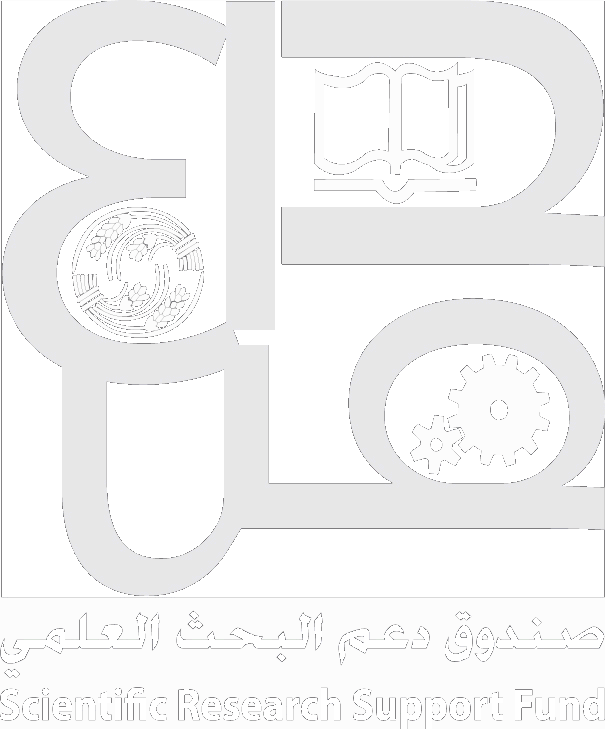 صندوق دعم البحث العلمي
Scientific Research Support Fund